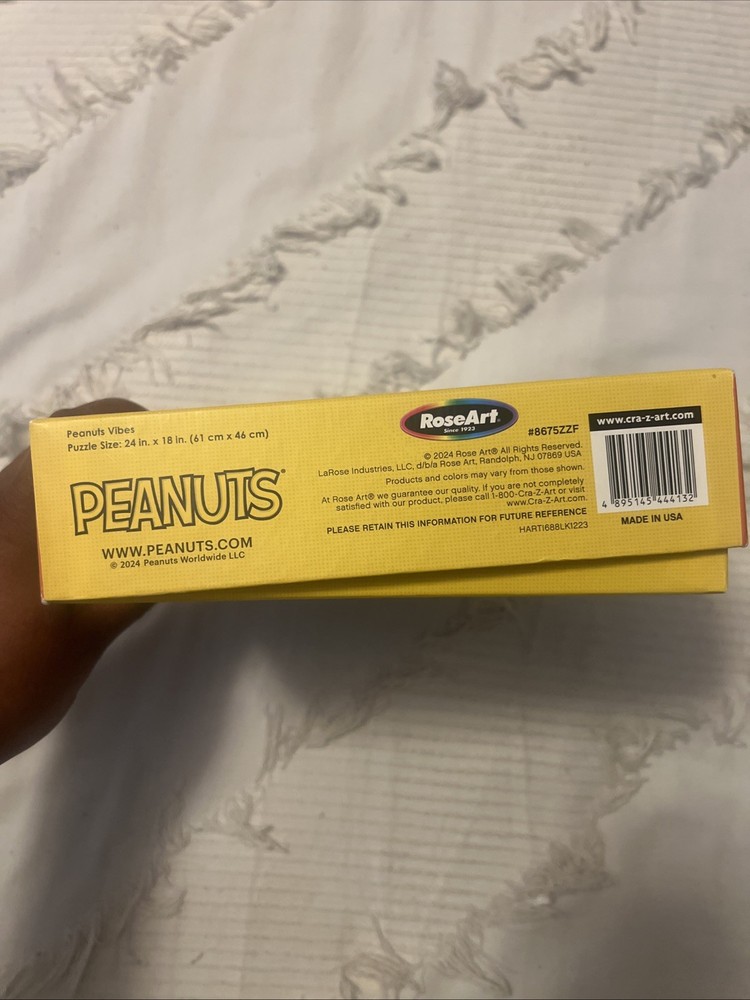 Peanuts Vibes
Puzzle Size: 24 in. x 18 in. (61 cm x 46 cm)
PEANUTS®
WWW.PEANUTS.COM
© 2024 Peanuts Worldwide LLC
RoseArt®
Since 1923
#8675ZZF
© 2024 Rose Art® All Rights Reserved.
LaRose Industries, LLC, d/b/a Rose Art, Randolph, NJ 07869 USA
Products and colors may vary from those shown.
At Rose Art® we guarantee our quality. If you are not completely
satisfied with our product, please call 1-800-Cra-Z-Art or visit
www.Cra-Z-Art.com.
PLEASE RETAIN THIS INFORMATION FOR FUTURE REFERENCE
HARTI688LK1223
www.cra-z-art.com
4 895145 444132
MADE IN USA